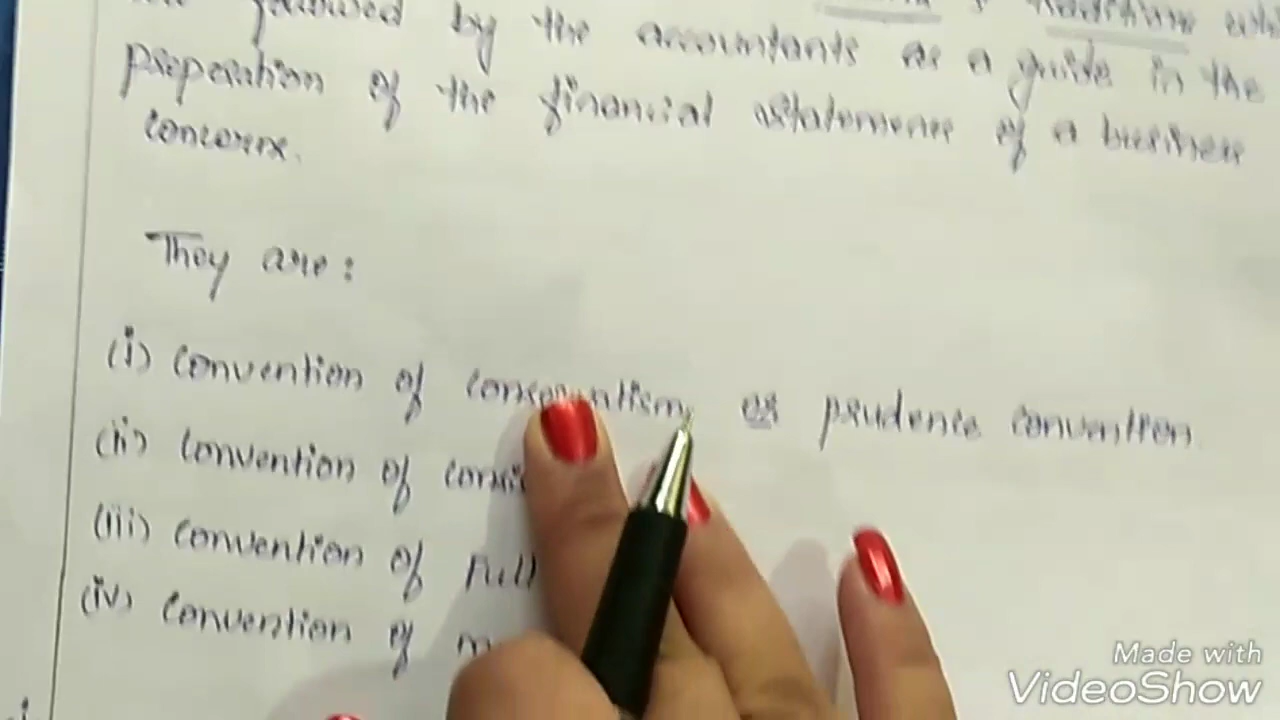 followed by the accountants as a guide in the
preparation of the financial statements of a business
concern.
They are:
(i) convention of conservatism or prudence convention.
(ii) convention of
(iii) convention of Full
(iv) convention of
Made with
VideoShow